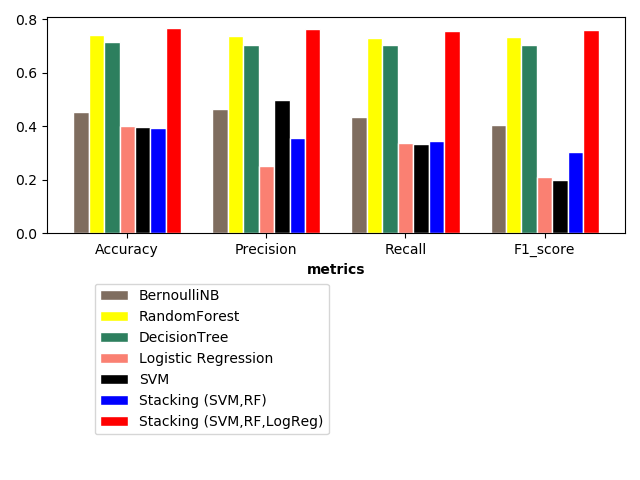 0.8
0.6
0.4
0.2
0.0
Accuracy Precision Recall F1_score
metrics
BernoulliNB
RandomForest
DecisionTree
Logistic Regression
SVM
Stacking (SVM,RF)
Stacking (SVM,RF,LogReg)